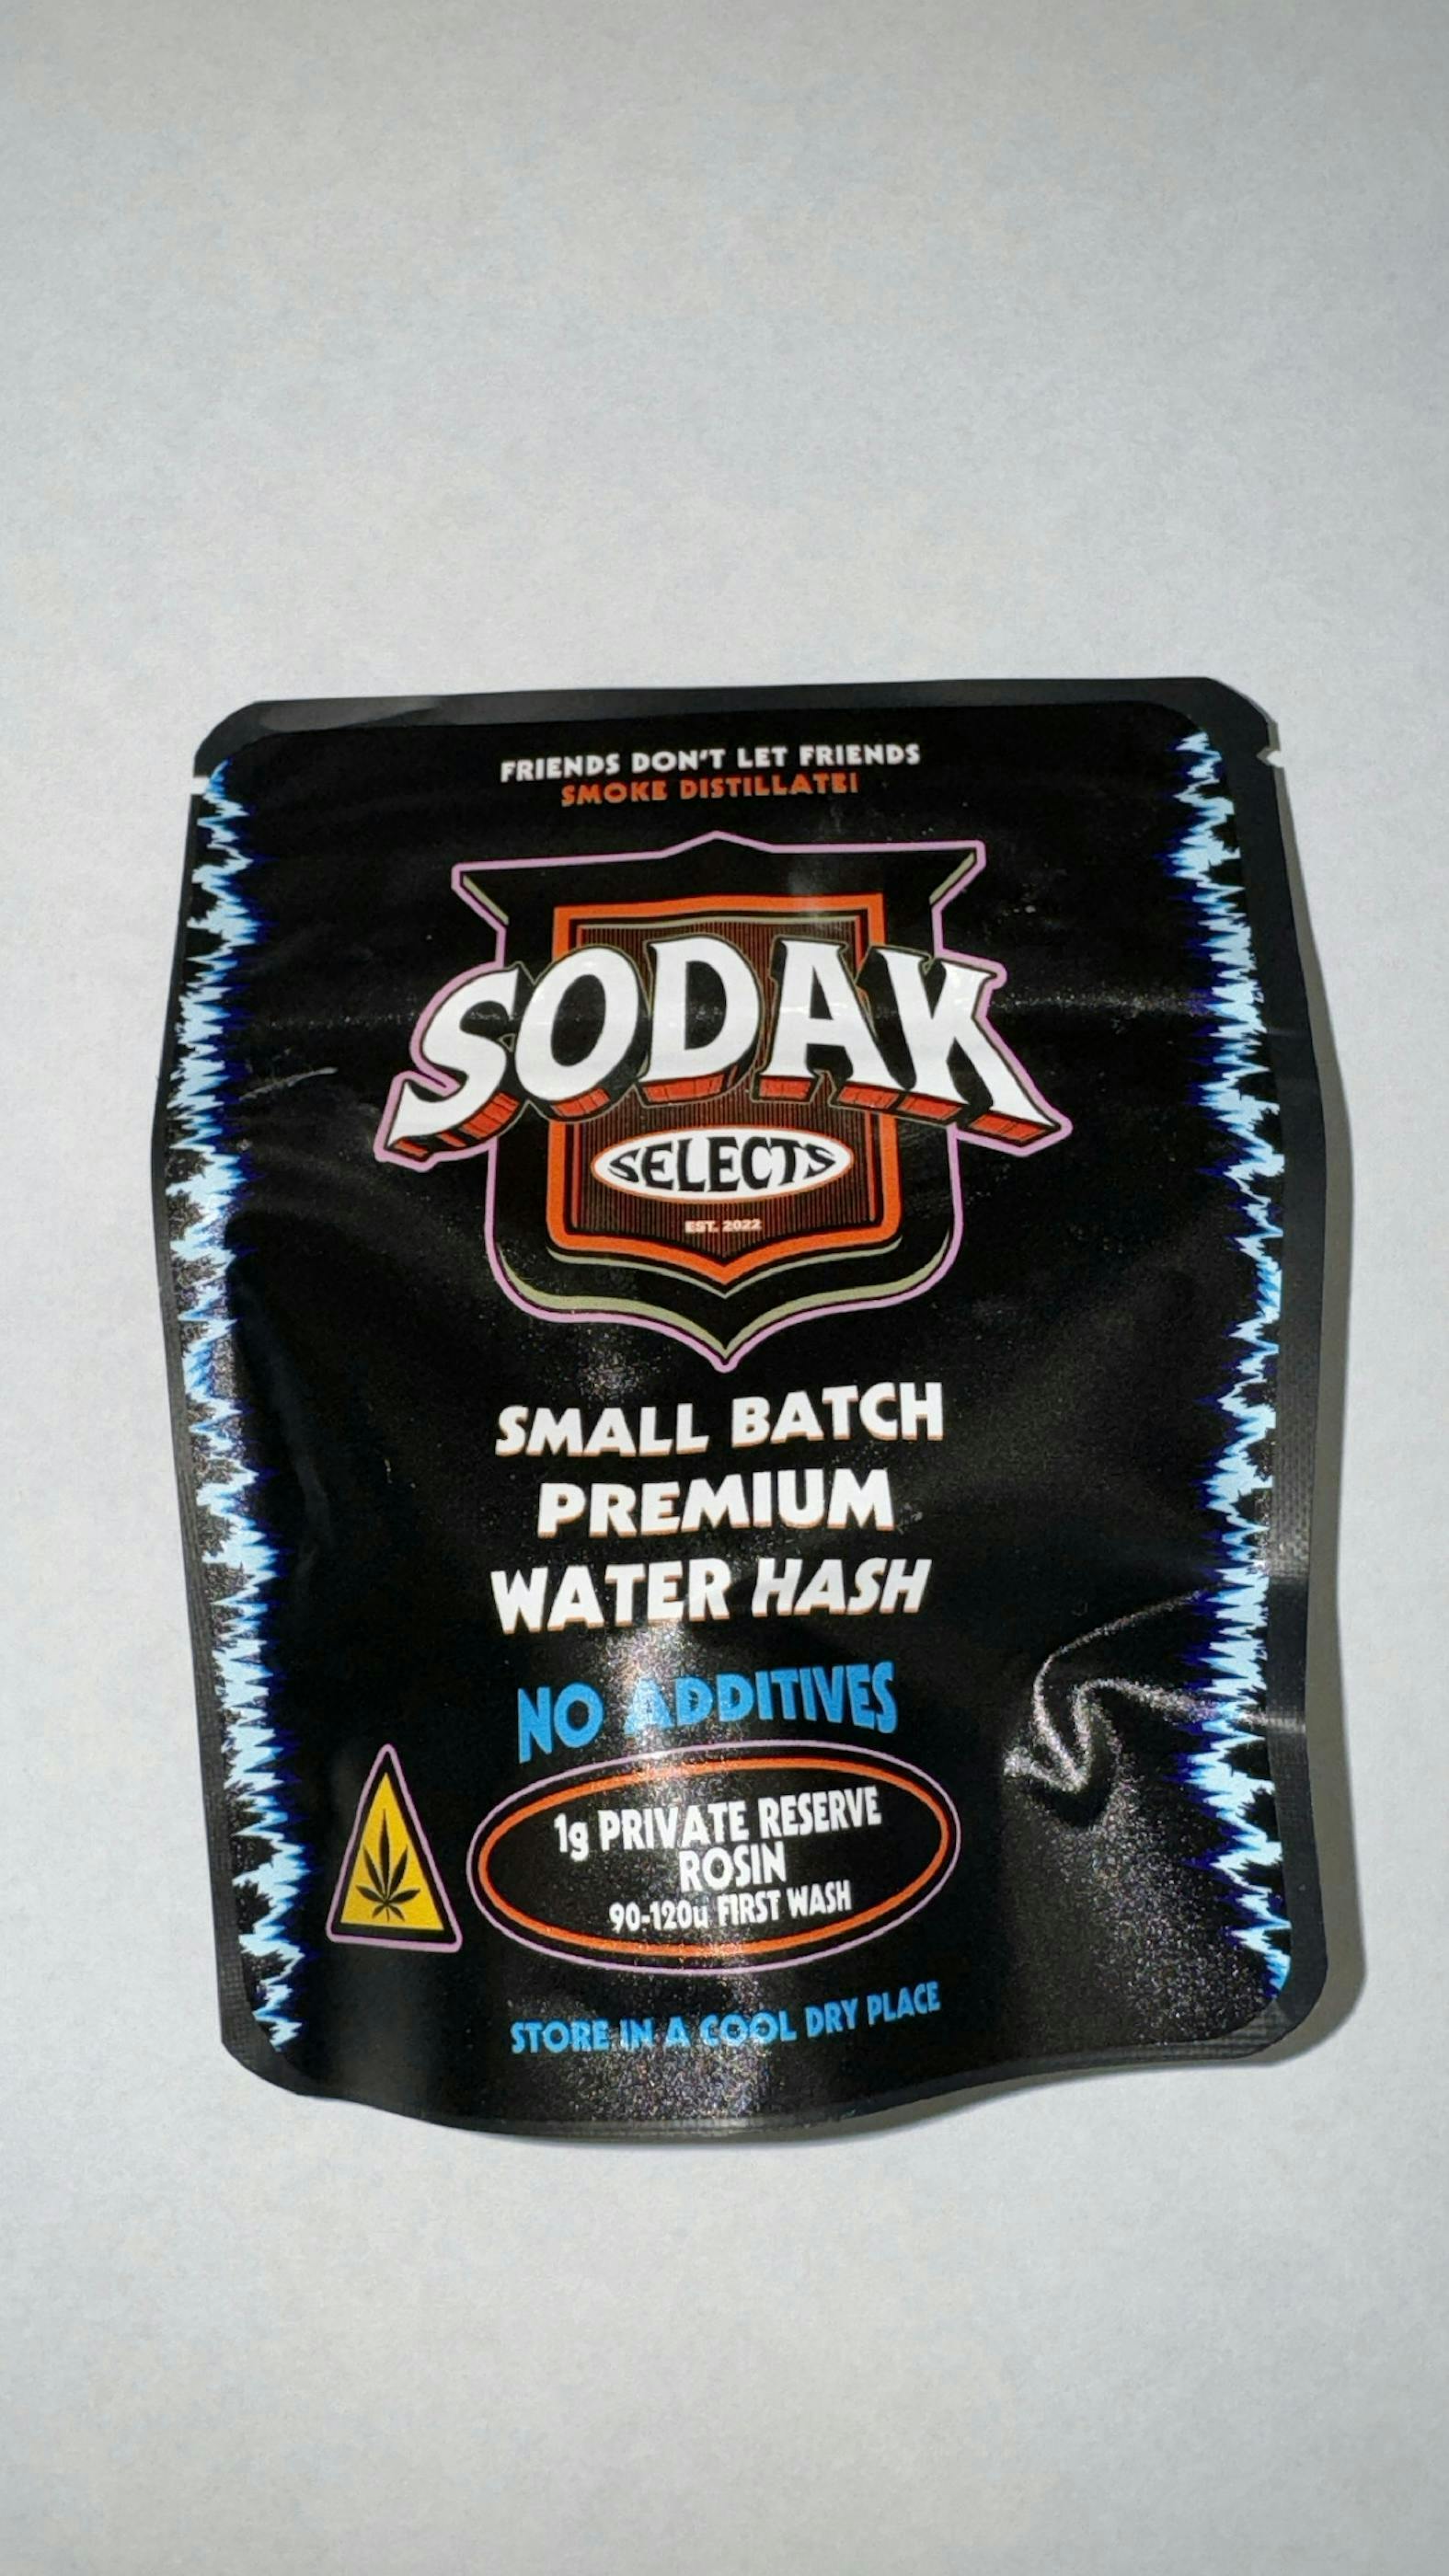 FRIENDS DON'T LET FRIENDS
SMOKE DISTILLATE!
SODAK
SELECTS
EST. 2022
SMALL BATCH
PREMIUM
WATER HASH
NO ADDITIVES
1g PRIVATE RESERVE
ROSIN
90-120u FIRST WASH
STORE IN A COOL DRY PLACE